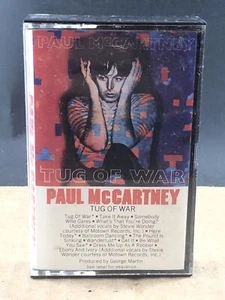 PAUL McCARTNEY
TUG OF WAR
PAUL McCARTNEY
TUG OF WAR
Tug Of War • Take It Away • Somebody
Who Cares • What's That You're Doing?
(Additional vocals by Stevie Wonder
courtesy of Motown Records, Inc.) • Here
Today • Ballroom Dancing • The Pound Is
Sinking • Wanderlust • Get It • Be What
You See • Dress Me Up As A Robber •
Ebony And Ivory (Additional vocals by Stevie
Wonder courtesy of Motown Records, Inc.)
Produced by George Martin